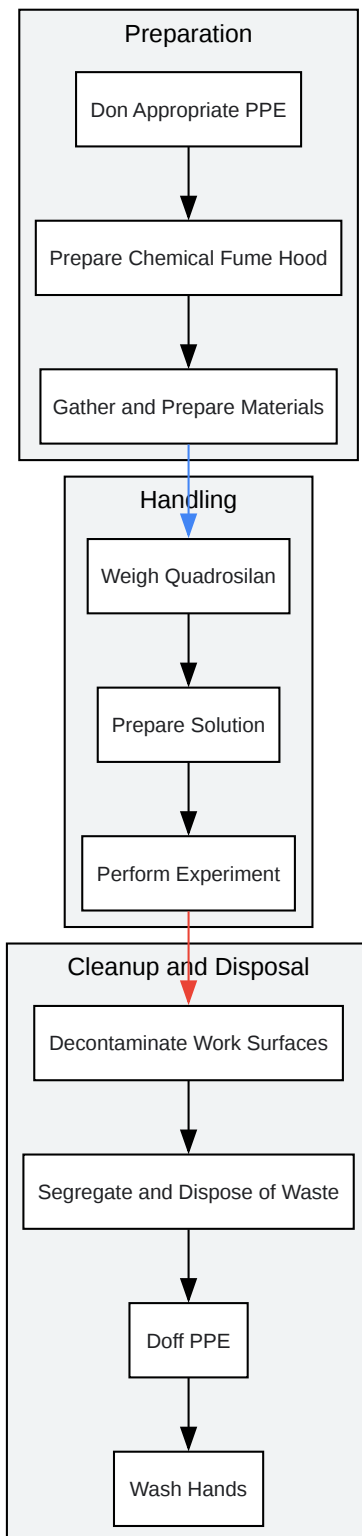 Preparation
Don Appropriate PPE
Prepare Chemical Fume Hood
Gather and Prepare Materials
Handling
Weigh Quadrosilan
Prepare Solution
Perform Experiment
Cleanup and Disposal
Decontaminate Work Surfaces
Segregate and Dispose of Waste
Doff PPE
Wash Hands